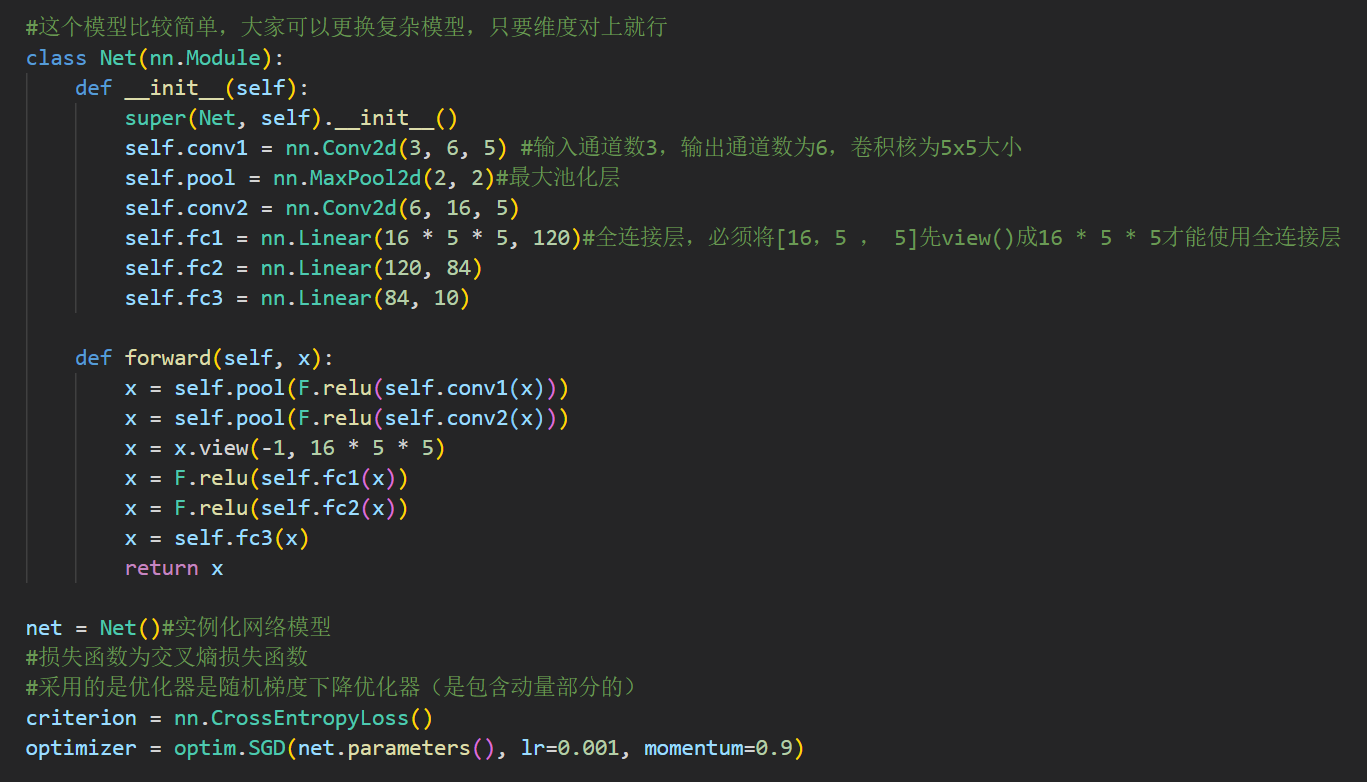 #这个模型比较简单，大家可以更换复杂模型，只要维度对上就行
class Net(nn.Module):
    def __init__(self):
        super(Net, self).__init__()
        self.conv1 = nn.Conv2d(3, 6, 5) #输入通道数3，输出通道数为6，卷积核为5x5大小
        self.pool = nn.MaxPool2d(2, 2)#最大池化层
        self.conv2 = nn.Conv2d(6, 16, 5)
        self.fc1 = nn.Linear(16 * 5 * 5, 120)#全连接层，必须将[16，5 ， 5]先view()成16 * 5 * 5才能使用全连接层
        self.fc2 = nn.Linear(120, 84)
        self.fc3 = nn.Linear(84, 10)

    def forward(self, x):
        x = self.pool(F.relu(self.conv1(x)))
        x = self.pool(F.relu(self.conv2(x)))
        x = x.view(-1, 16 * 5 * 5)
        x = F.relu(self.fc1(x))
        x = F.relu(self.fc2(x))
        x = self.fc3(x)
        return x

net = Net()#实例化网络模型
#损失函数为交叉熵损失函数
#采用的是优化器是随机梯度下降优化器（是包含动量部分的）
criterion = nn.CrossEntropyLoss()
optimizer = optim.SGD(net.parameters(), lr=0.001, momentum=0.9)